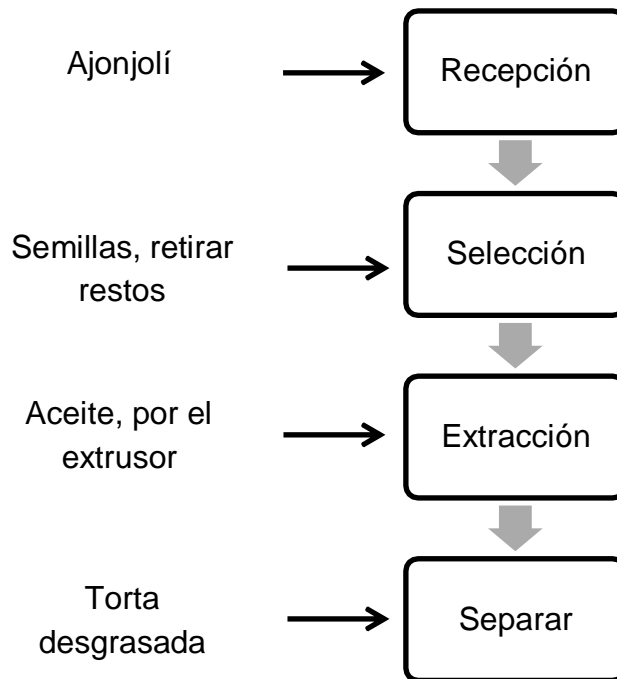 Ajonjolí
Recepción
Semillas, retirar
restos
Selección
Aceite, por el
extrusor
Extracción
Torta
desgrasada
Separar